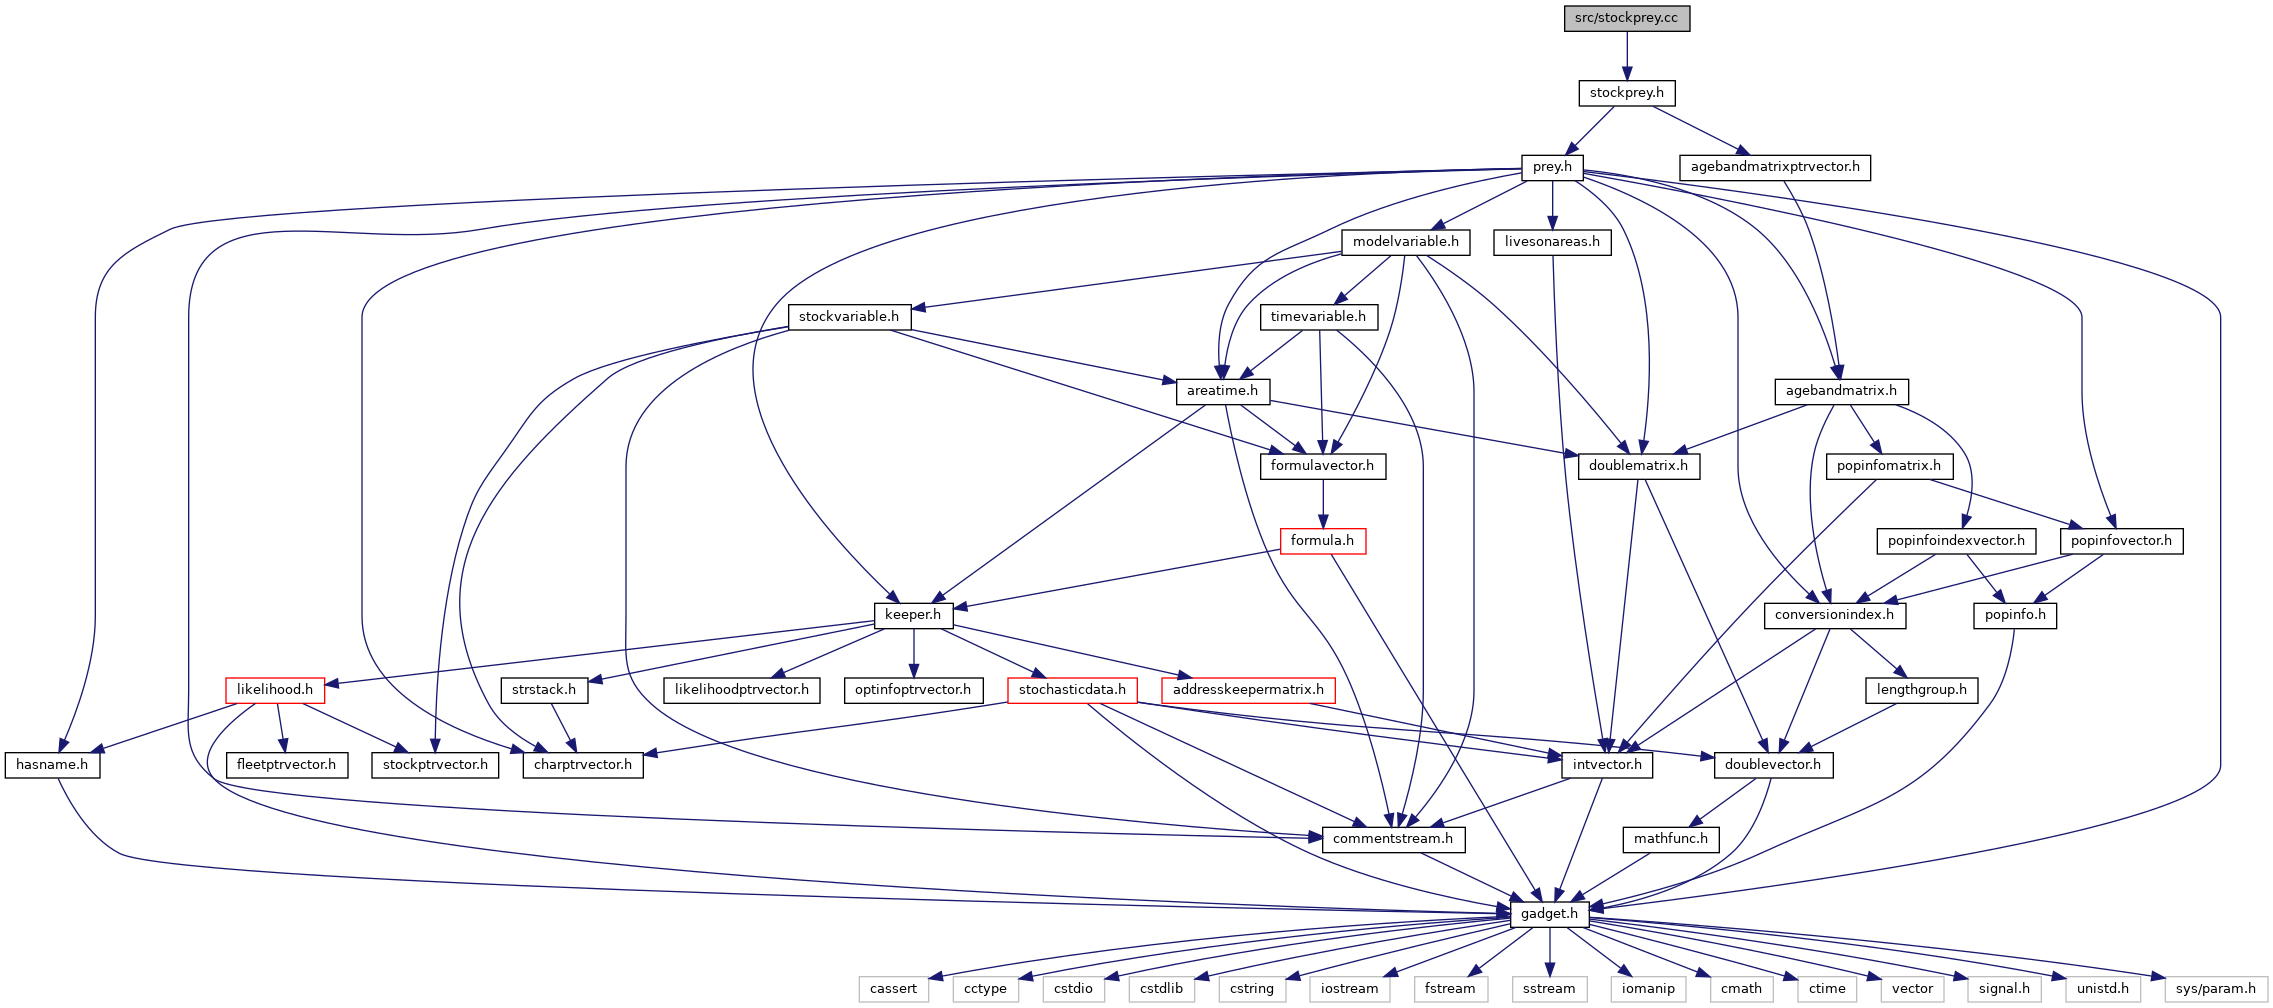 src/stockprey.cc
stockprey.h
prey.h
agebandmatrixptrvector.h
modelvariable.h
livesonareas.h
stockvariable.h
timevariable.h
areatime.h
agebandmatrix.h
formulavector.h
doublematrix.h
popinfomatrix.h
formula.h
popinfoindexvector.h
popinfovector.h
keeper.h
conversionindex.h
popinfo.h
likelihood.h
strstack.h
likelihoodptrvector.h
optinfoptrvector.h
stochasticdata.h
addresskeepermatrix.h
lengthgroup.h
hasname.h
fleetptrvector.h
stockptrvector.h
charptrvector.h
intvector.h
doublevector.h
commentstream.h
mathfunc.h
gadget.h
cassert
cctype
cstdio
cstdlib
cstring
iostream
fstream
sstream
iomanip
cmath
ctime
vector
signal.h
unistd.h
sys/param.h